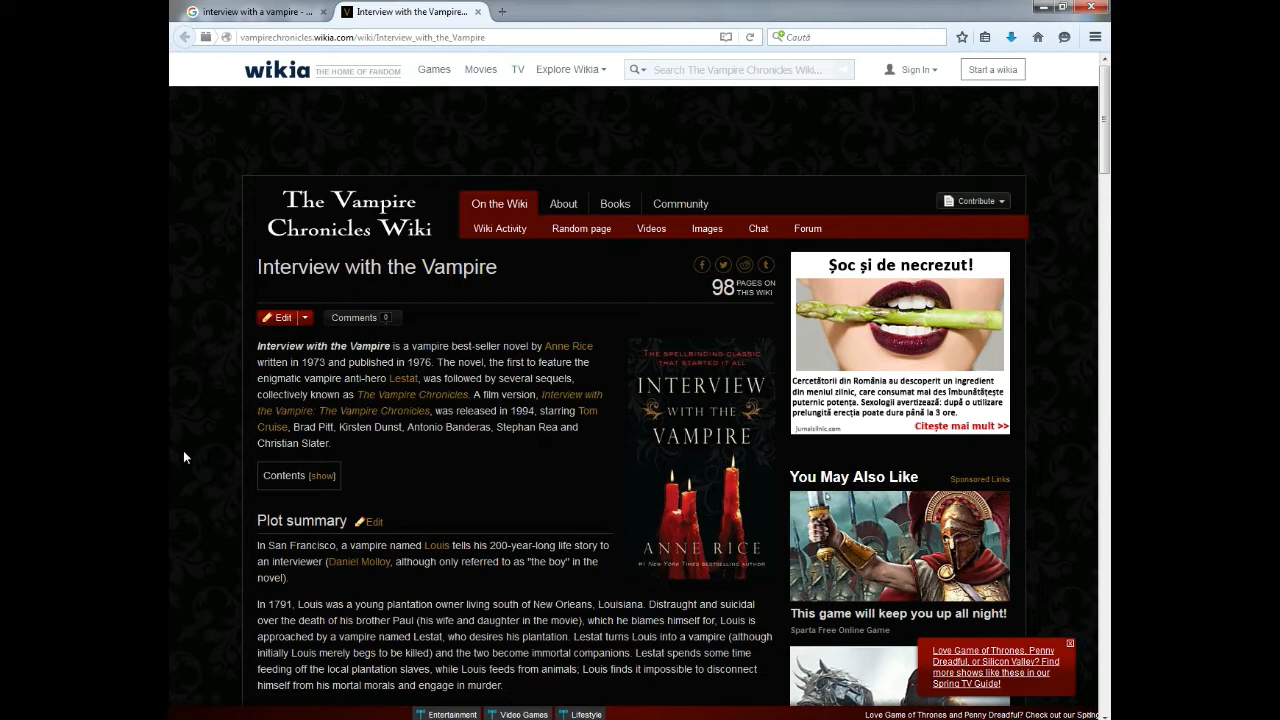 interview with a vampire - ...
Interview with the Vampire...
vampirechronicles.wikia.com/wiki/Interview_with_the_Vampire
Caută
wikia THE HOME OF FANDOM
Games Movies TV Explore Wikia
Search The Vampire Chronicles Wiki...
Sign In
Start a wikia
The Vampire
Chronicles Wiki
On the Wiki About Books Community
Contribute
Wiki Activity Random page Videos Images Chat Forum
Interview with the Vampire
98 PAGES ON
THIS WIKI
Edit
Comments 0
Interview with the Vampire is a vampire best-seller novel by Anne Rice
written in 1973 and published in 1976. The novel, the first to feature the
enigmatic vampire anti-hero Lestat, was followed by several sequels,
collectively known as The Vampire Chronicles. A film version, Interview with
the Vampire: The Vampire Chronicles, was released in 1994, starring Tom
Cruise, Brad Pitt, Kirsten Dunst, Antonio Banderas, Stephan Rea and
Christian Slater.
Contents [show]
Plot summary Edit
In San Francisco, a vampire named Louis tells his 200-year-long life story to
an interviewer (Daniel Molloy, although only referred to as "the boy" in the
novel).
In 1791, Louis was a young plantation owner living south of New Orleans, Louisiana. Distraught and suicidal
over the death of his brother Paul (his wife and daughter in the movie), which he blames himself for, Louis is
approached by a vampire named Lestat, who desires his plantation. Lestat turns Louis into a vampire (although
initially Louis merely begs to be killed) and the two become immortal companions. Lestat spends some time
feeding off the local plantation slaves, while Louis feeds from animals; Louis finds it impossible to disconnect
himself from his mortal morals and engage in murder.
THE SPELLBINDING CLASSIC
THAT STARTED IT ALL
INTERVIEW
WITH THE
VAMPIRE
ANNE RICE
#1 NEW YORK TIMES BESTSELLING AUTHOR
Șoc și de necrezut!
Cercetătorii din România au descoperit un ingredient
din meniul zilnic, care consumat mai des îmbunătățește
puternic potența. Sexologii avertizează: după o utilizare
prelungită erecția poate dura până la 3 ore.
jurnalzilnic.com
Citește mai mult >>
You May Also Like
Sponsored Links
This game will keep you up all night!
Sparta Free Online Game
Love Game of Thrones, Penny
Dreadful, or Silicon Valley? Find
more shows like these in our
Spring TV Guide!
Entertainment Video Games Lifestyle
Love Game of Thrones and Penny Dreadful? Check out our Spring